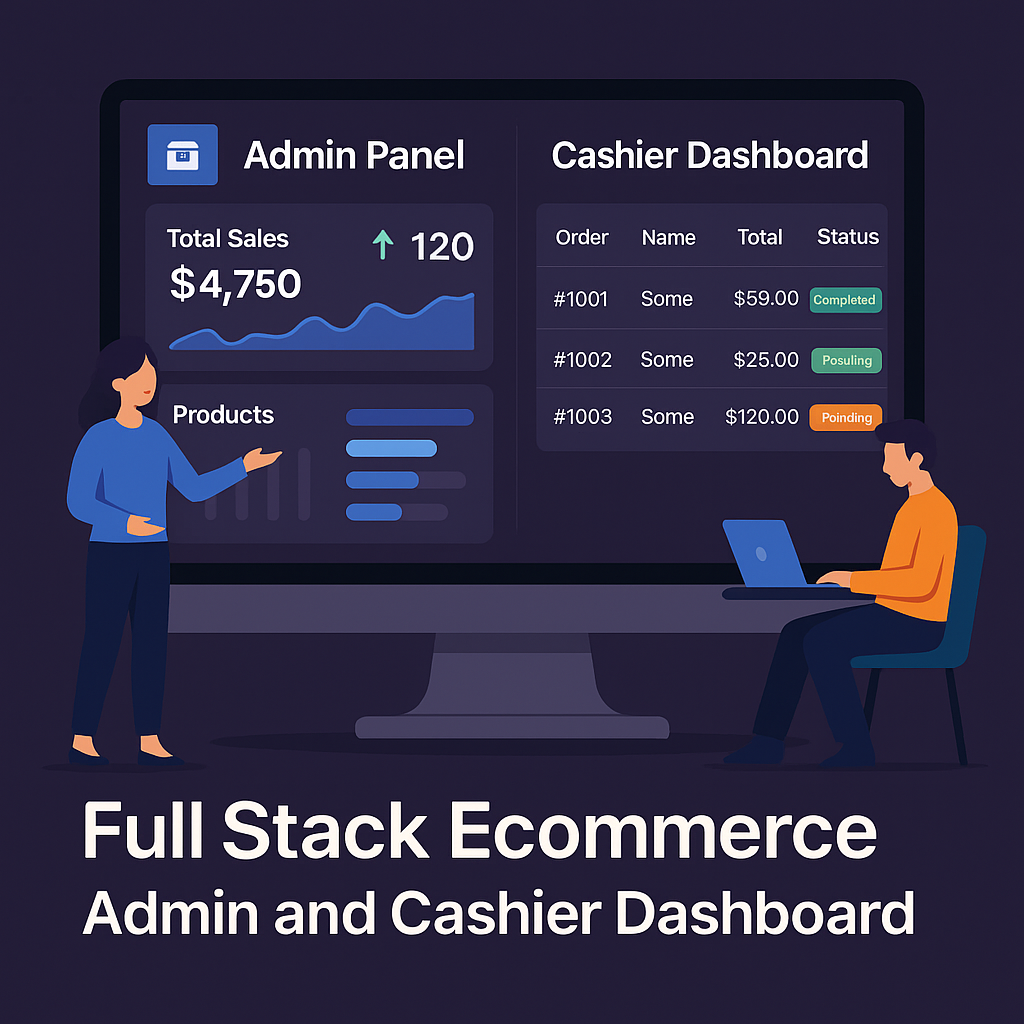 Admin Panel
Total Sales
$4,750
↑ 120
Products
Cashier Dashboard
Order Name Total Status
#1001 Some $59.00 Completed
#1002 Some $25.00 Posuling
#1003 Some $120.00 Poinding
Full Stack Ecommerce
Admin and Cashier Dashboard